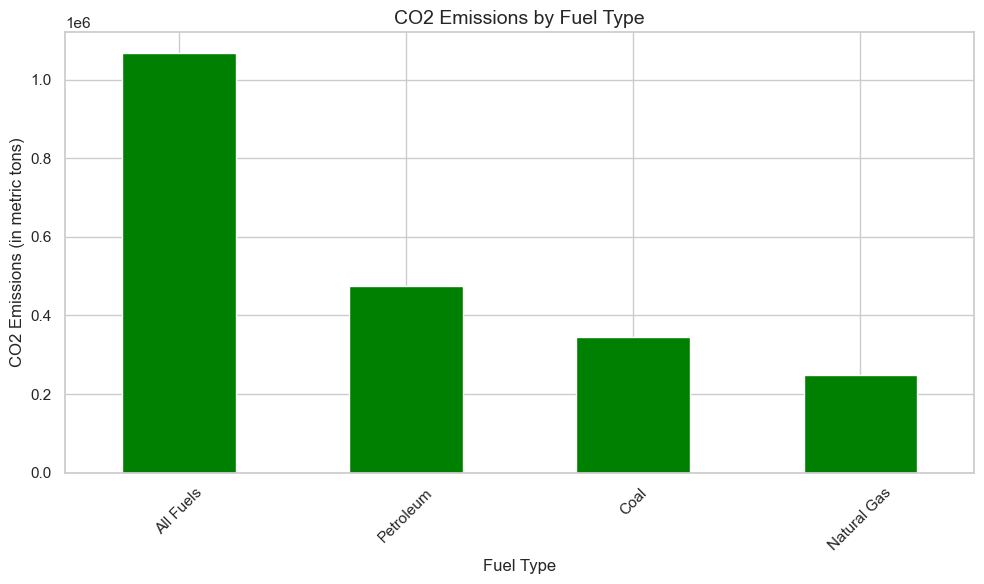 CO2 Emissions by Fuel Type
1e6
1.0
0.8
0.6
0.4
0.2
0.0
CO2 Emissions (in metric tons)
All Fuels
Petroleum
Coal
Natural Gas
Fuel Type